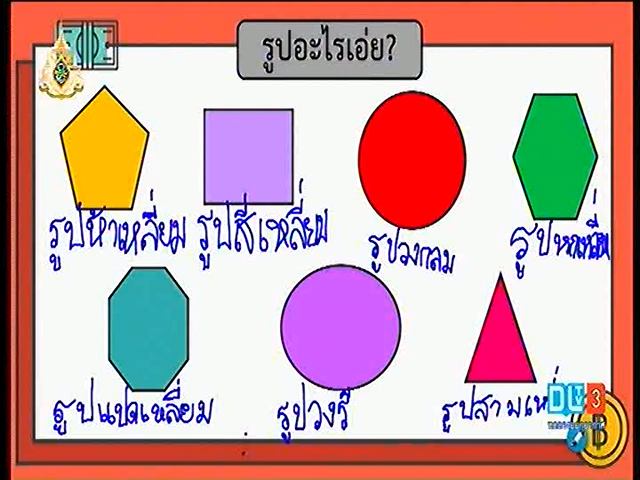 รูปอะไรเอ่ย?
รูปห้าเหลี่ยม
รูปสี่เหลี่ยม
รูปวงกลม
รูปหกเหลี่ยม
รูปแปดเหลี่ยม
รูปวงรี
รูปสามเหลี่
DLTV 3